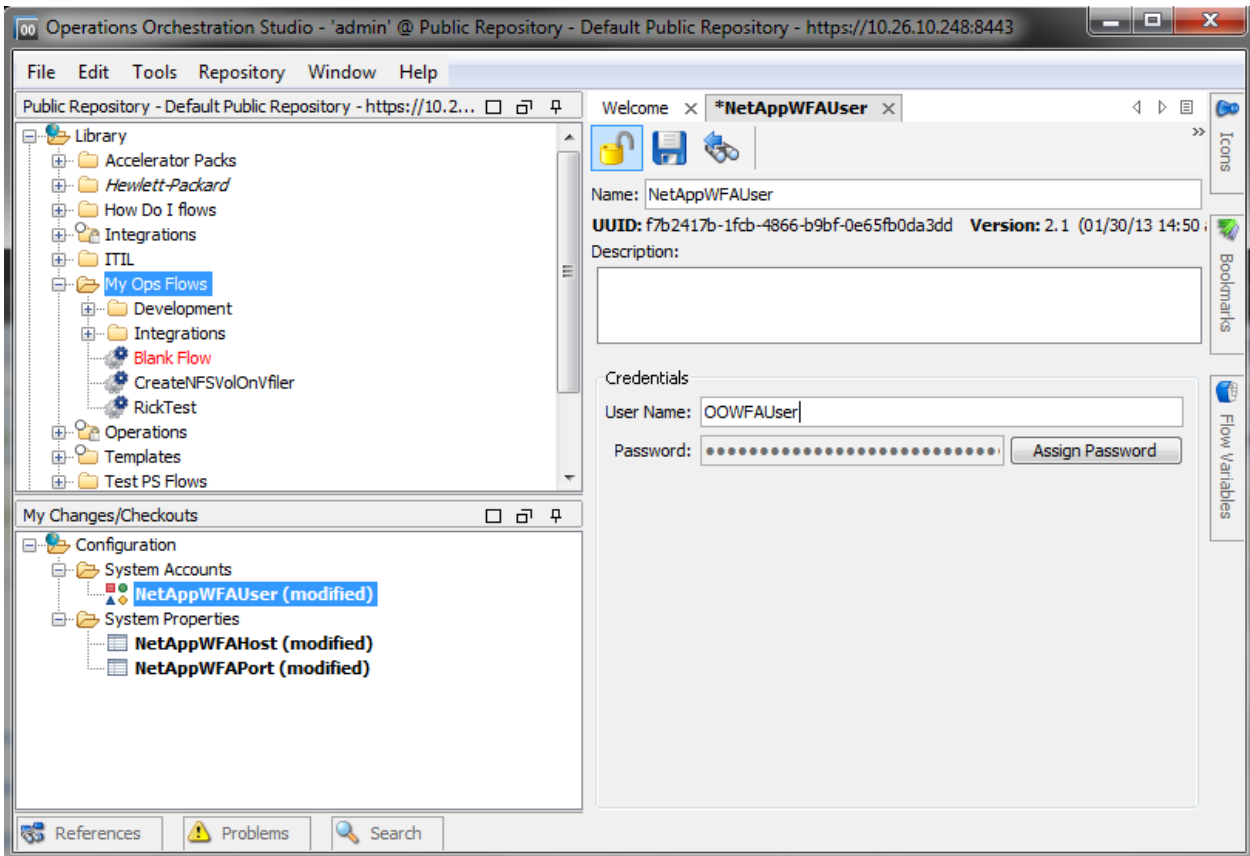 Operations Orchestration Studio - 'admin' @ Public Repository - Default Public Repository - https://10.26.10.248:8443
File Edit Tools Repository Window Help
Public Repository - Default Public Repository - https://10.2...
Library
Accelerator Packs
Hewlett-Packard
How Do I flows
Integrations
ITIL
My Ops Flows
Development
Integrations
Blank Flow
CreateNFSVolOnVfiler
RickTest
Operations
Templates
Test PS Flows
My Changes/Checkouts
Configuration
System Accounts
NetAppWFAUser (modified)
System Properties
NetAppWFAHost (modified)
NetAppWFAPort (modified)
References Problems Search
Welcome *NetAppWFAUser
Name: NetAppWFAUser
UUID: f7b2417b-1fcb-4866-b9bf-0e65fb0da3dd Version: 2.1 (01/30/13 14:50
Description:
Credentials
User Name: OOWFAUser
Password: Assign Password
Icons
Bookmarks
Flow Variables